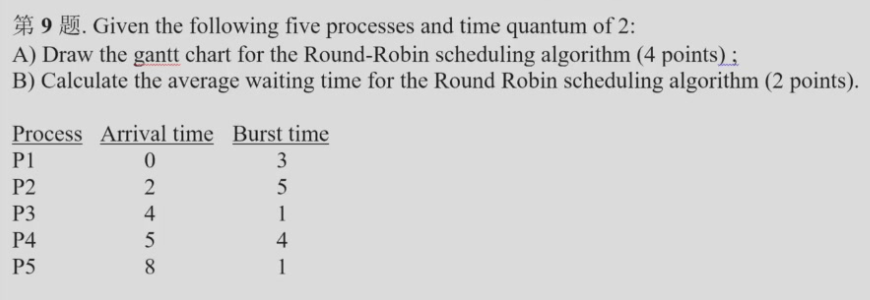 第 9 题. Given the following five processes and time quantum of 2:
A) Draw the gantt chart for the Round-Robin scheduling algorithm (4 points) ;
B) Calculate the average waiting time for the Round Robin scheduling algorithm (2 points).
Process Arrival time Burst time
P1 0 3
P2 2 5
P3 4 1
P4 5 4
P5 8 1